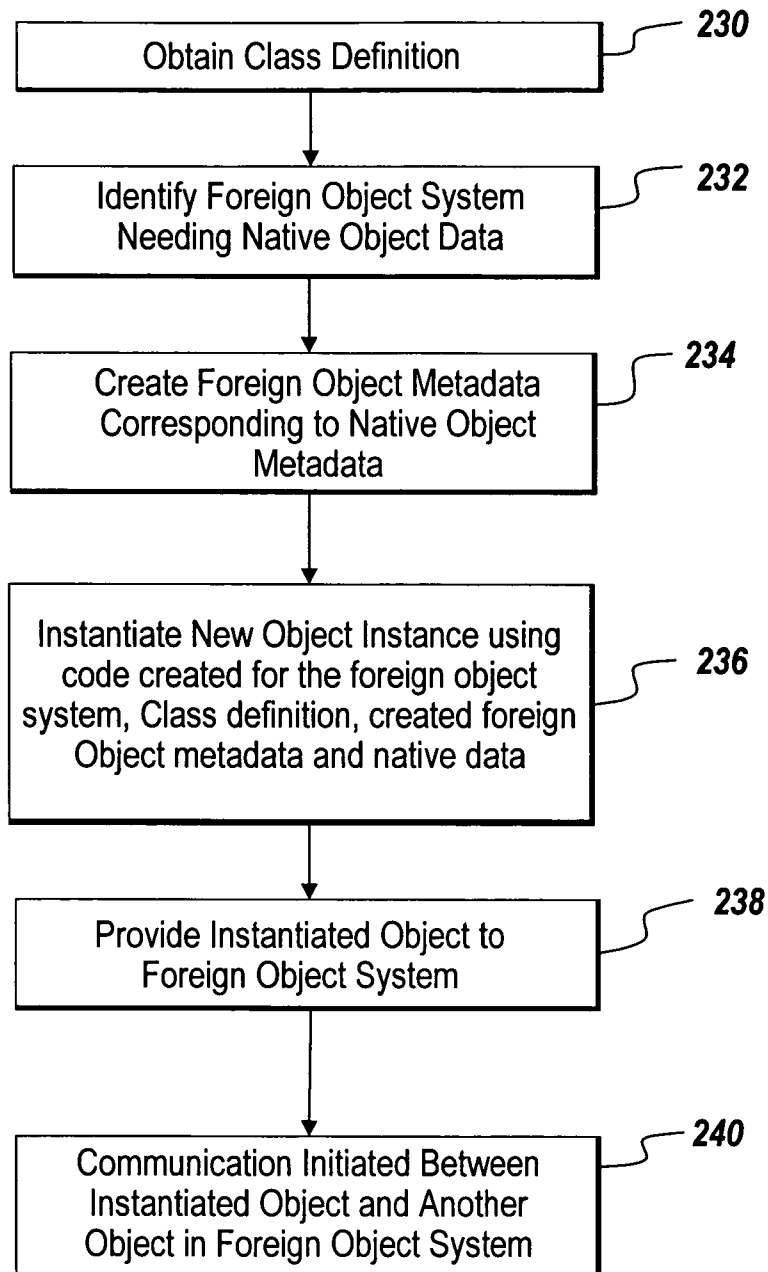 230
Obtain Class Definition
232
Identify Foreign Object System
Needing Native Object Data
234
Create Foreign Object Metadata
Corresponding to Native Object
Metadata
236
Instantiate New Object Instance using
code created for the foreign object
system, Class definition, created foreign
Object metadata and native data
238
Provide Instantiated Object to
Foreign Object System
240
Communication Initiated Between
Instantiated Object and Another
Object in Foreign Object System